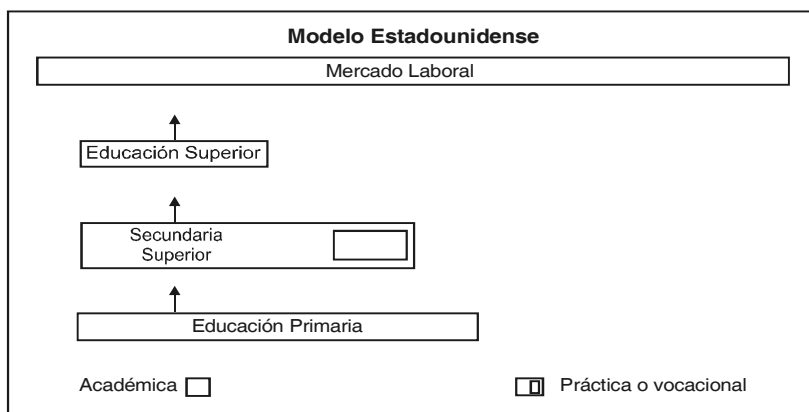 Modelo Estadounidense
Mercado Laboral
Educación Superior
Secundaria
Superior
Educación Primaria
Académica
Práctica o vocacional